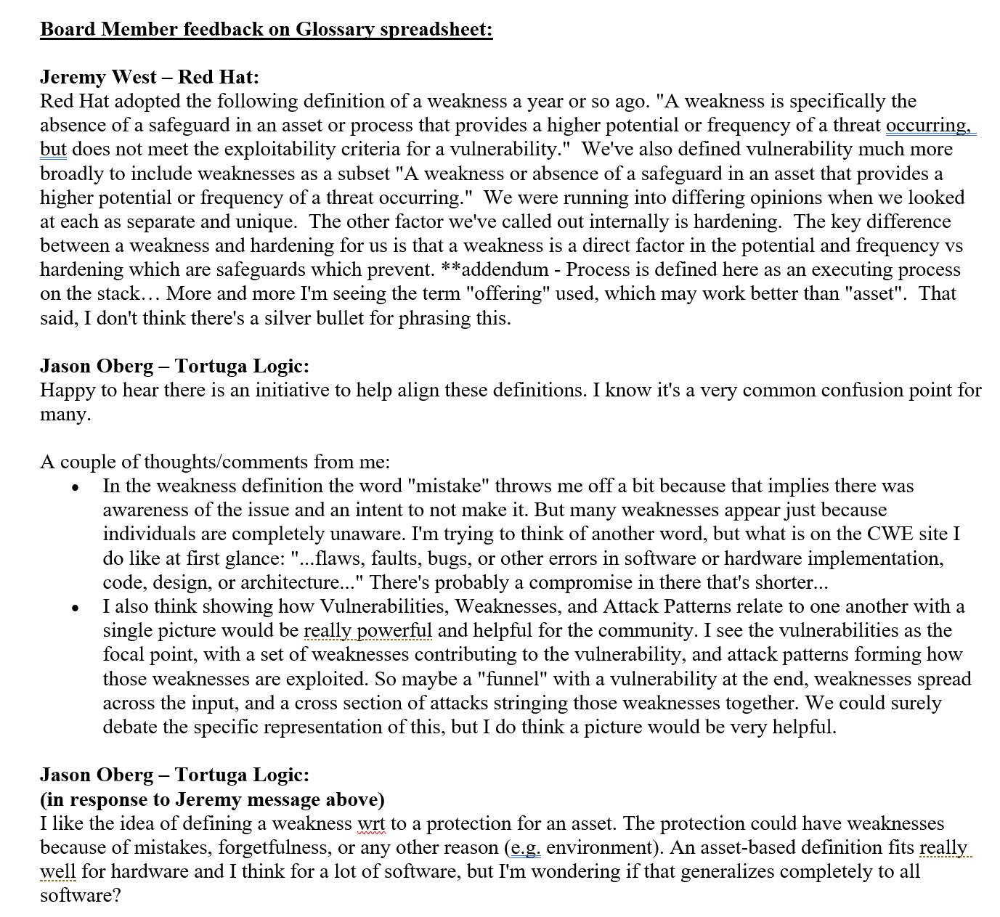 Board Member feedback on Glossary spreadsheet:
Jeremy West – Red Hat:
Red Hat adopted the following definition of a weakness a year or so ago. "A weakness is specifically the
absence of a safeguard in an asset or process that provides a higher potential or frequency of a threat occurring,
but does not meet the exploitability criteria for a vulnerability."  We've also defined vulnerability much more
broadly to include weaknesses as a subset "A weakness or absence of a safeguard in an asset that provides a
higher potential or frequency of a threat occurring."  We were running into differing opinions when we looked
at each as separate and unique.  The other factor we've called out internally is hardening.  The key difference
between a weakness and hardening for us is that a weakness is a direct factor in the potential and frequency vs
hardening which are safeguards which prevent. **addendum - Process is defined here as an executing process
on the stack… More and more I'm seeing the term "offering" used, which may work better than "asset".  That
said, I don't think there's a silver bullet for phrasing this.
Jason Oberg – Tortuga Logic:
Happy to hear there is an initiative to help align these definitions. I know it's a very common confusion point for
many.
A couple of thoughts/comments from me:
• In the weakness definition the word "mistake" throws me off a bit because that implies there was
awareness of the issue and an intent to not make it. But many weaknesses appear just because
individuals are completely unaware. I'm trying to think of another word, but what is on the CWE site I
do like at first glance: "...flaws, faults, bugs, or other errors in software or hardware implementation,
code, design, or architecture..." There's probably a compromise in there that's shorter...
• I also think showing how Vulnerabilities, Weaknesses, and Attack Patterns relate to one another with a
single picture would be really powerful and helpful for the community. I see the vulnerabilities as the
focal point, with a set of weaknesses contributing to the vulnerability, and attack patterns forming how
those weaknesses are exploited. So maybe a "funnel" with a vulnerability at the end, weaknesses spread
across the input, and a cross section of attacks stringing those weaknesses together. We could surely
debate the specific representation of this, but I do think a picture would be very helpful.
Jason Oberg – Tortuga Logic:
(in response to Jeremy message above)
I like the idea of defining a weakness wrt to a protection for an asset. The protection could have weaknesses
because of mistakes, forgetfulness, or any other reason (e.g. environment). An asset-based definition fits really
well for hardware and I think for a lot of software, but I'm wondering if that generalizes completely to all
software?